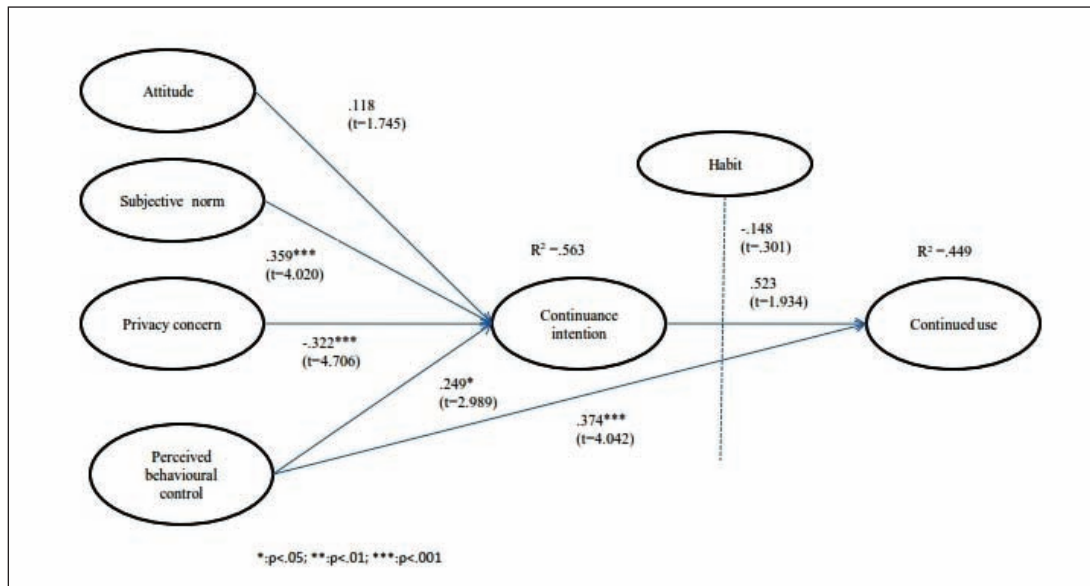 Attitude
.118
(t=1.745)
Habit
Subjective norm
-.148
(t=.301)
.359***
(t=4.020)
R² =.563
R² =.449
.523
(t=1.934)
Privacy concern
Continuance
intention
Continued use
-.322***
(t=4.706)
.249*
(t=2.989)
.374***
(t=4.042)
Perceived
behavioural
control
*:p<.05; **:p<.01; ***:p<.001